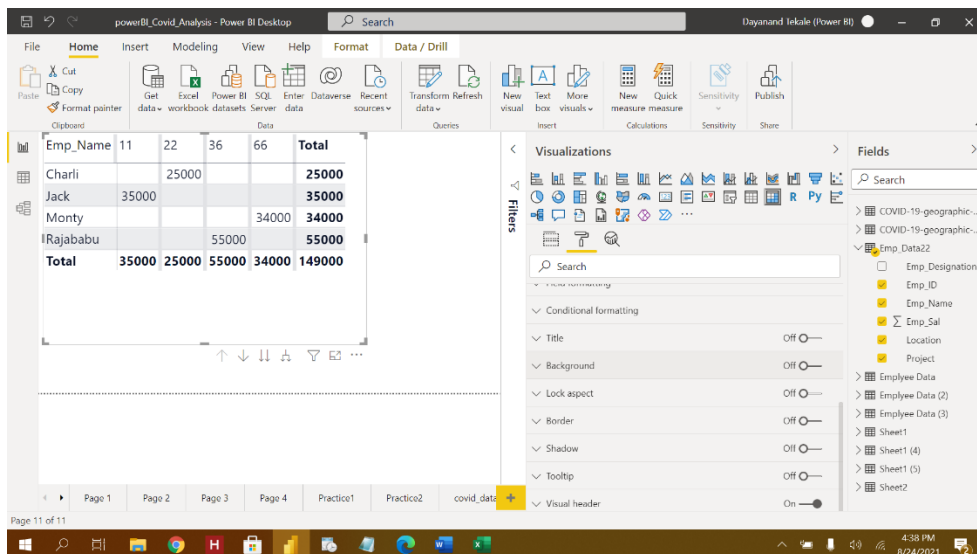 powerBI_Covid_Analysis - Power BI Desktop
Search
Dayanand Tekale (Power BI)
File Home Insert Modeling View Help Format Data / Drill
Paste
Cut
Copy
Format painter
Get data
Excel workbook
Power BI datasets
SQL Server
Enter data
Dataverse
Recent sources
Transform data
Refresh
New visual
Text box
More visuals
New measure
Quick measure
Sensitivity
Publish
Clipboard Data Queries Insert Calculations Sensitivity Share
Emp_Name 11 22 36 66 Total
Charli 25000 25000
Jack 35000 35000
Monty 34000 34000
Rajababu 55000 55000
Total 35000 25000 55000 34000 149000
Filters
Visualizations
R Py
Search
Field formatting
Conditional formatting
Title Off
Background Off
Lock aspect Off
Border Off
Shadow Off
Tooltip Off
Visual header On
Fields
Search
COVID-19-geographic-...
COVID-19-geographic-...
Emp_Data22
Emp_Designation
Emp_ID
Emp_Name
∑ Emp_Sal
Location
Project
Emplyee Data
Emplyee Data (2)
Emplyee Data (3)
Sheet1
Sheet1 (4)
Sheet1 (5)
Sheet2
Page 1 Page 2 Page 3 Page 4 Practice1 Practice2 covid_data
Page 11 of 11
4:38 PM
8/24/2021